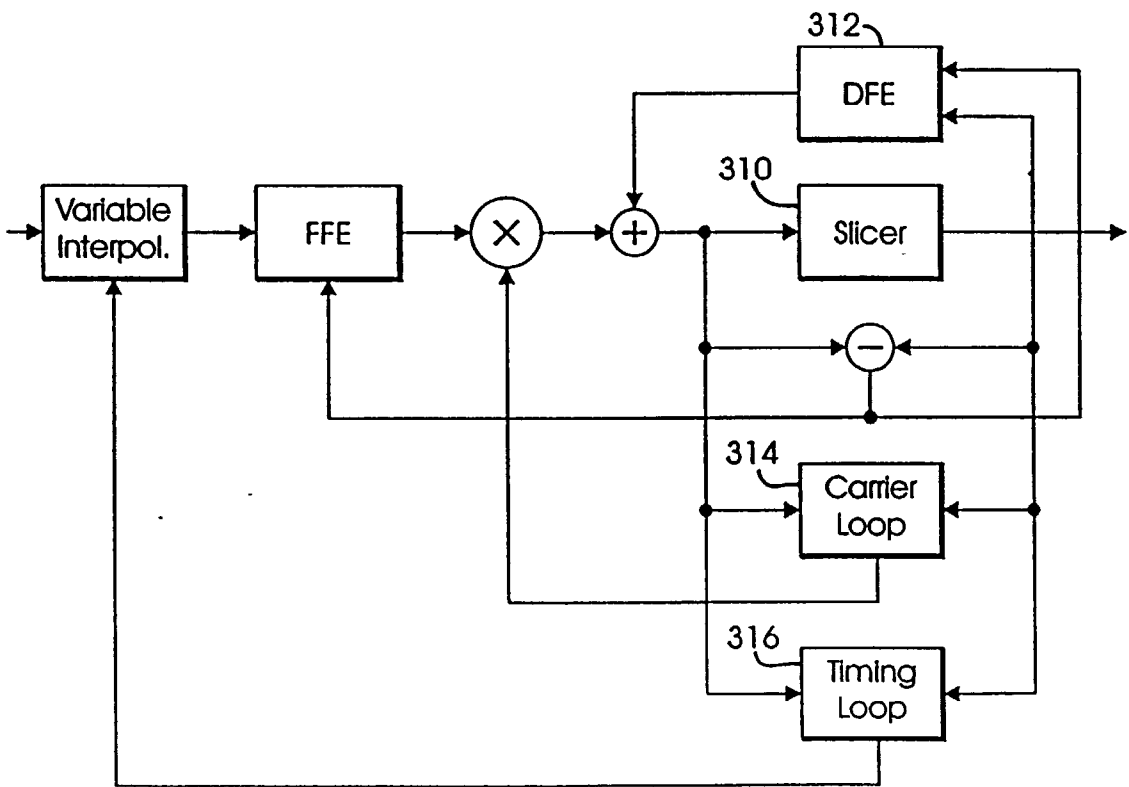 312
DFE
310
Variable
Interpol.
FFE
×
+
Slicer
−
314
Carrier
Loop
316
Timing
Loop